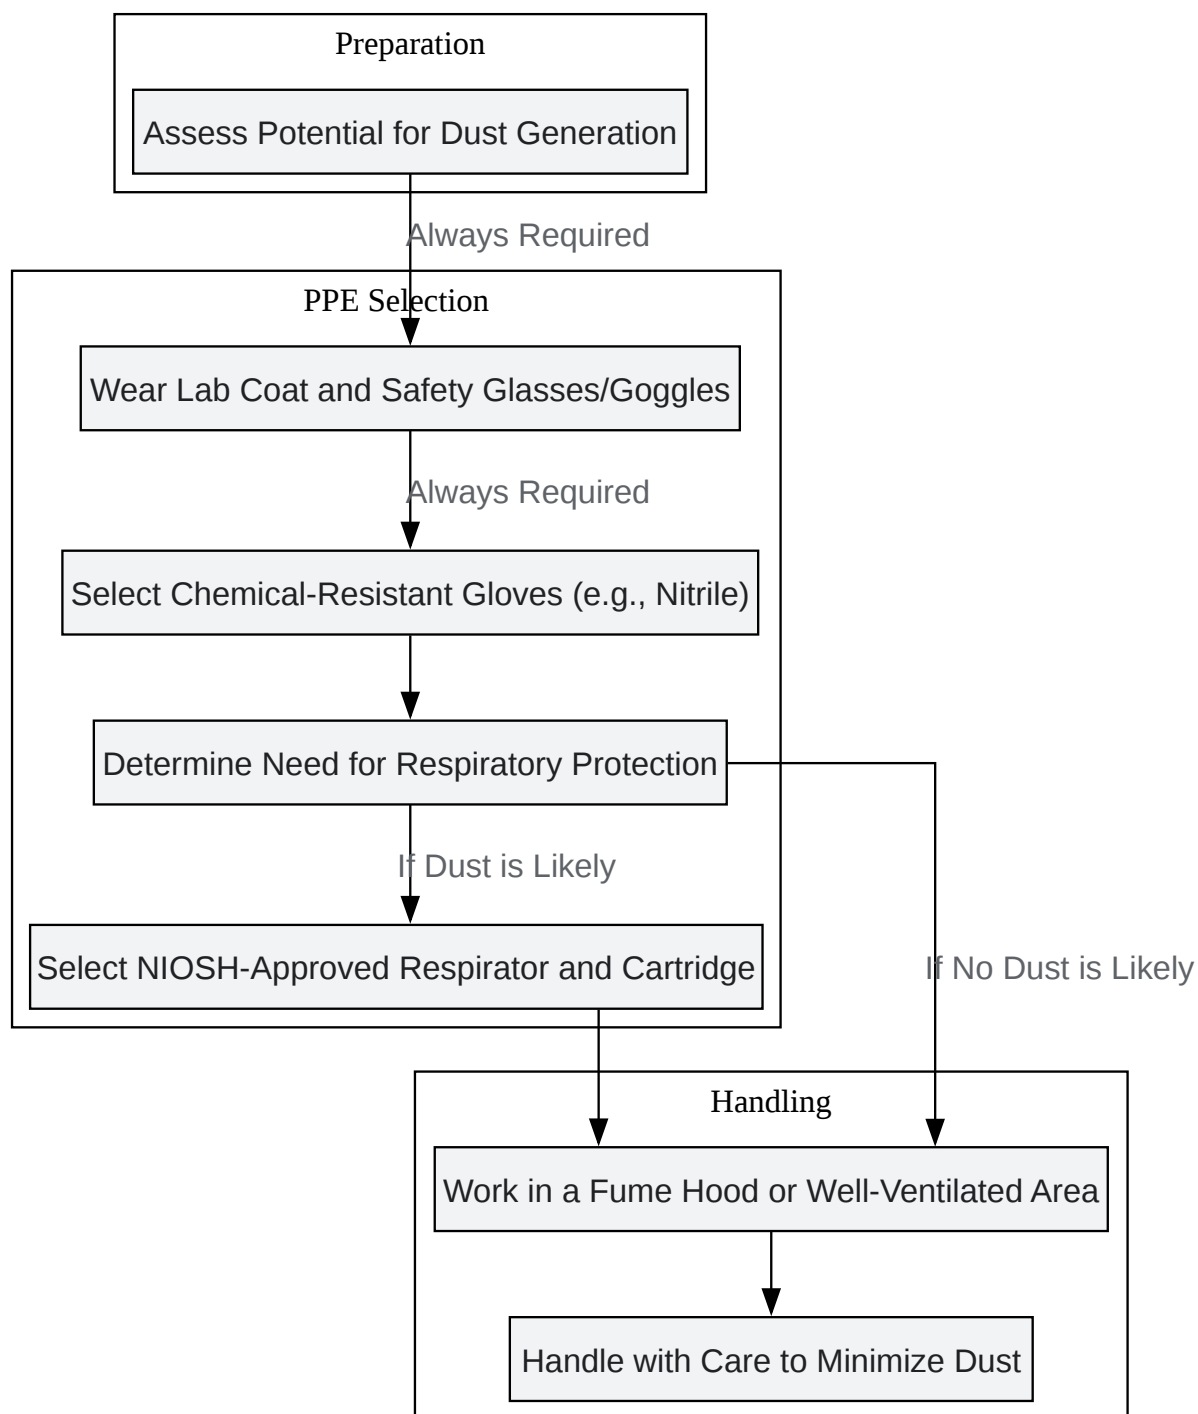 Preparation
Assess Potential for Dust Generation
Always Required
PPE Selection
Wear Lab Coat and Safety Glasses/Goggles
Always Required
Select Chemical-Resistant Gloves (e.g., Nitrile)
Determine Need for Respiratory Protection
If Dust is Likely
Select NIOSH-Approved Respirator and Cartridge
If No Dust is Likely
Handling
Work in a Fume Hood or Well-Ventilated Area
Handle with Care to Minimize Dust